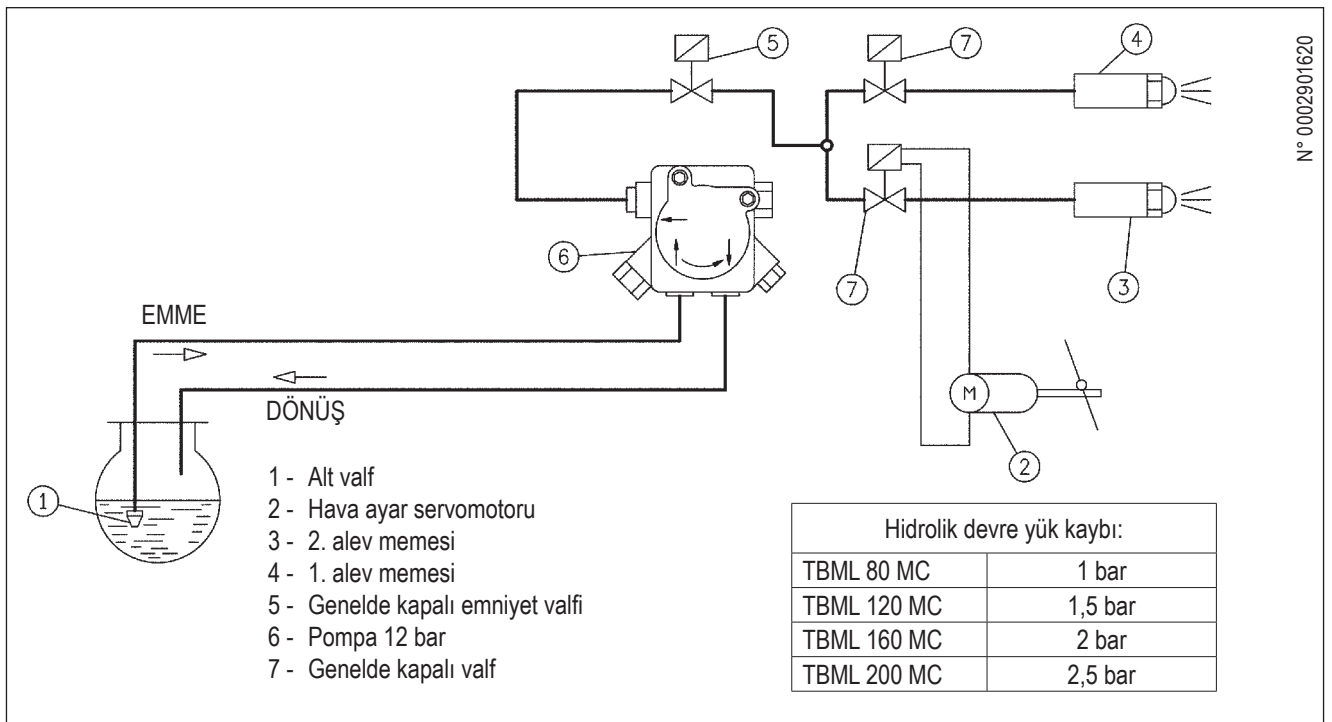 5
7
4
N° 0002901620
6
7
3
EMME
DÖNÜŞ
M
2
1
1 - Alt valf
2 - Hava ayar servomotoru
3 - 2. alev memesi
4 - 1. alev memesi
5 - Genelde kapalı emniyet valfi
6 - Pompa 12 bar
7 - Genelde kapalı valf
Hidrolik devre yük kaybı:
TBML 80 MC 1 bar
TBML 120 MC 1,5 bar
TBML 160 MC 2 bar
TBML 200 MC 2,5 bar